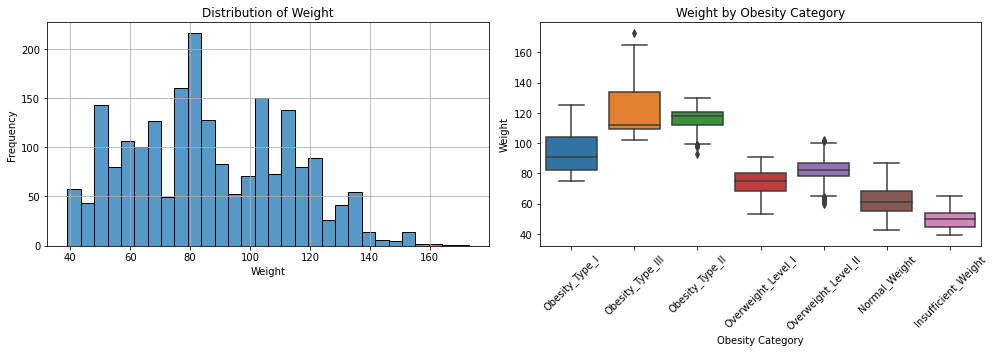 Distribution of Weight
Frequency
200
150
100
50
0
40
60
80
100
120
140
160
Weight
Weight by Obesity Category
Weight
160
140
120
100
80
60
40
Obesity_Type_I
Obesity_Type_III
Obesity_Type_II
Overweight_Level_I
Overweight_Level_II
Normal_Weight
Insufficient_Weight
Obesity Category